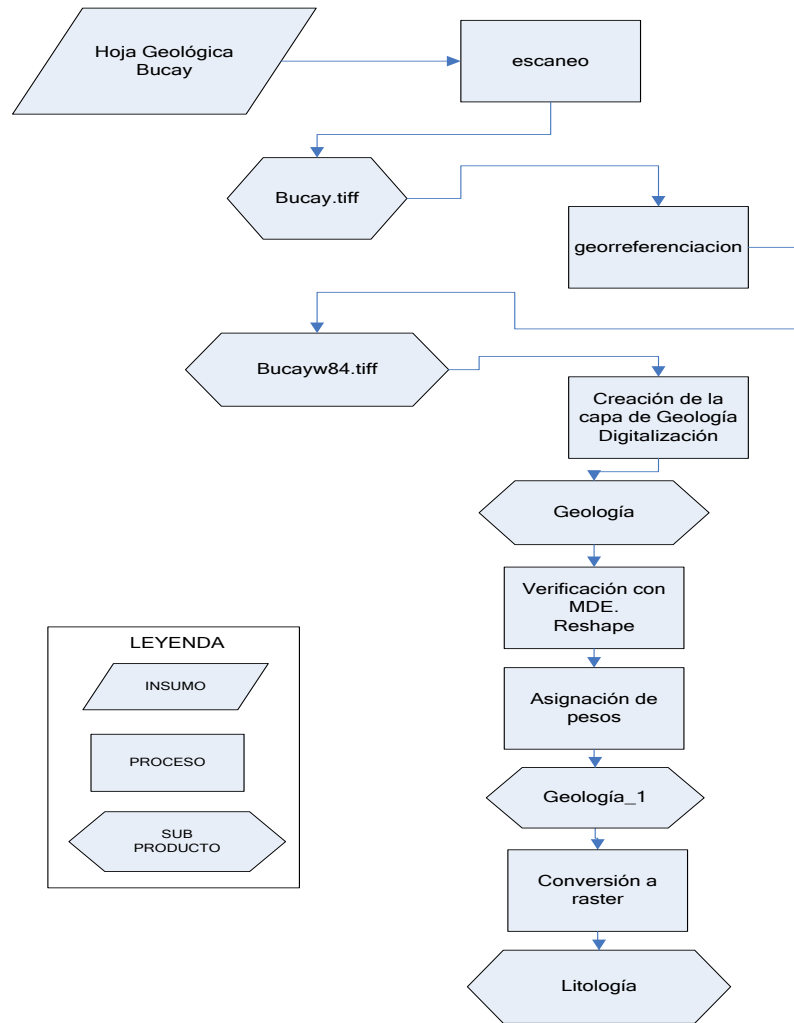 Hoja Geológica
Bucay
escaneo
Bucay.tiff
georreferenciacion
Bucayw84.tiff
Creación de la
capa de Geología
Digitalización
Geología
Verificación con
MDE.
Reshape
Asignación de
pesos
Geología_1
Conversión a
raster
Litología
LEYENDA
INSUMO
PROCESO
SUB
PRODUCTO